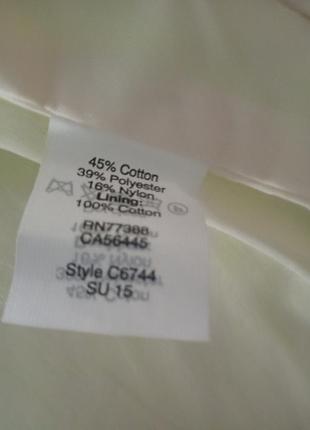 45% Cotton
39% Polyester
16% Nylon
Lining:
100% Cotton
RN77388
CA56445
Style C6744
SU 15